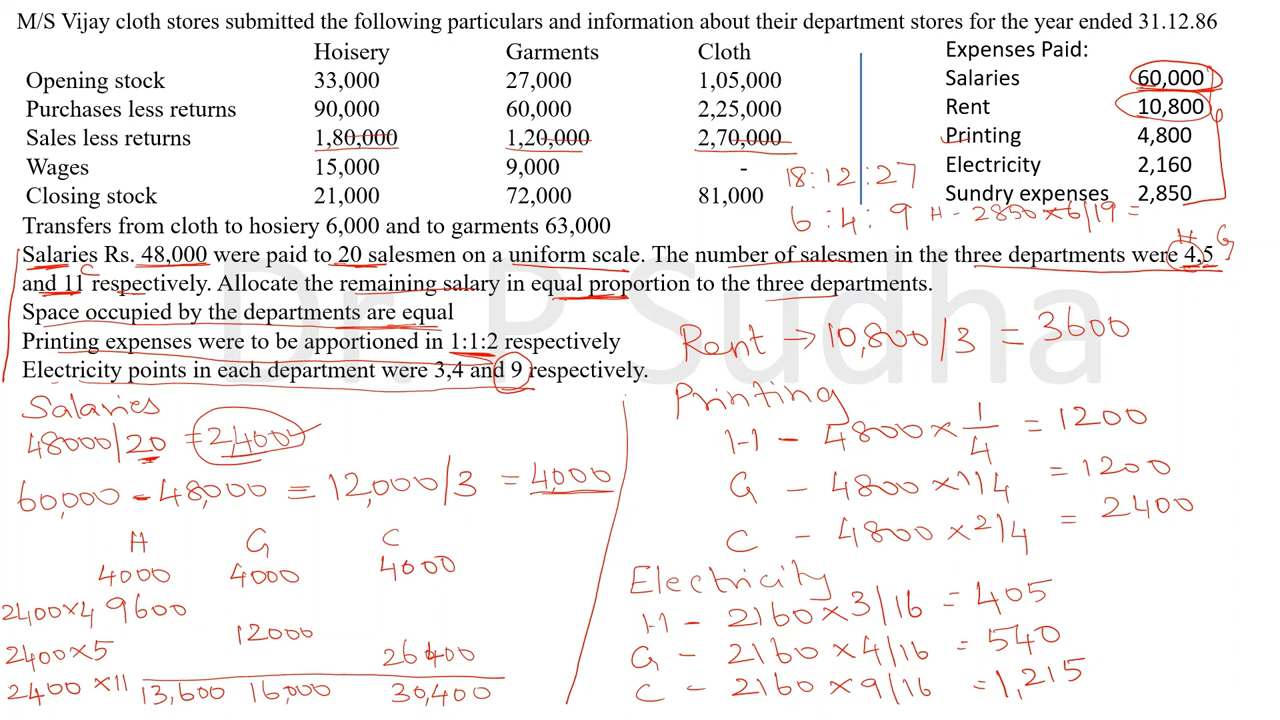 M/S Vijay cloth stores submitted the following particulars and information about their department stores for the year ended 31.12.86
Hoisery Garments Cloth
Opening stock 33,000 27,000 1,05,000
Purchases less returns 90,000 60,000 2,25,000
Sales less returns 1,80,000 1,20,000 2,70,000
Wages 15,000 9,000 -
Closing stock 21,000 72,000 81,000
Expenses Paid:
Salaries 60,000
Rent 10,800
Printing 4,800
Electricity 2,160
Sundry expenses 2,850
18:12:27
6:4:9 H - 2850×6/19 =
Transfers from cloth to hosiery 6,000 and to garments 63,000
H G
Salaries Rs. 48,000 were paid to 20 salesmen on a uniform scale. The number of salesmen in the three departments were 4,5
C
and 11 respectively. Allocate the remaining salary in equal proportion to the three departments.
Space occupied by the departments are equal
Printing expenses were to be apportioned in 1:1:2 respectively
Electricity points in each department were 3,4 and 9 respectively.
Dr P Sudha
Salaries
48000/20 = 2,400
60,000 - 48,000 = 12,000/3 = 4,000
H G C
4000 4000 4000
2400×4 9600
12000
2400×5 26400
2400×11 13,600 16,000 30,400
Rent → 10,800/3 = 3600
Printing
H - 4800 × 1/4 = 1200
G - 4800×1/4 = 1200
C - 4800×2/4 = 2400
Electricity
H - 2160×3/16 = 405
G - 2160×4/16 = 540
C - 2160×9/16 = 1,215